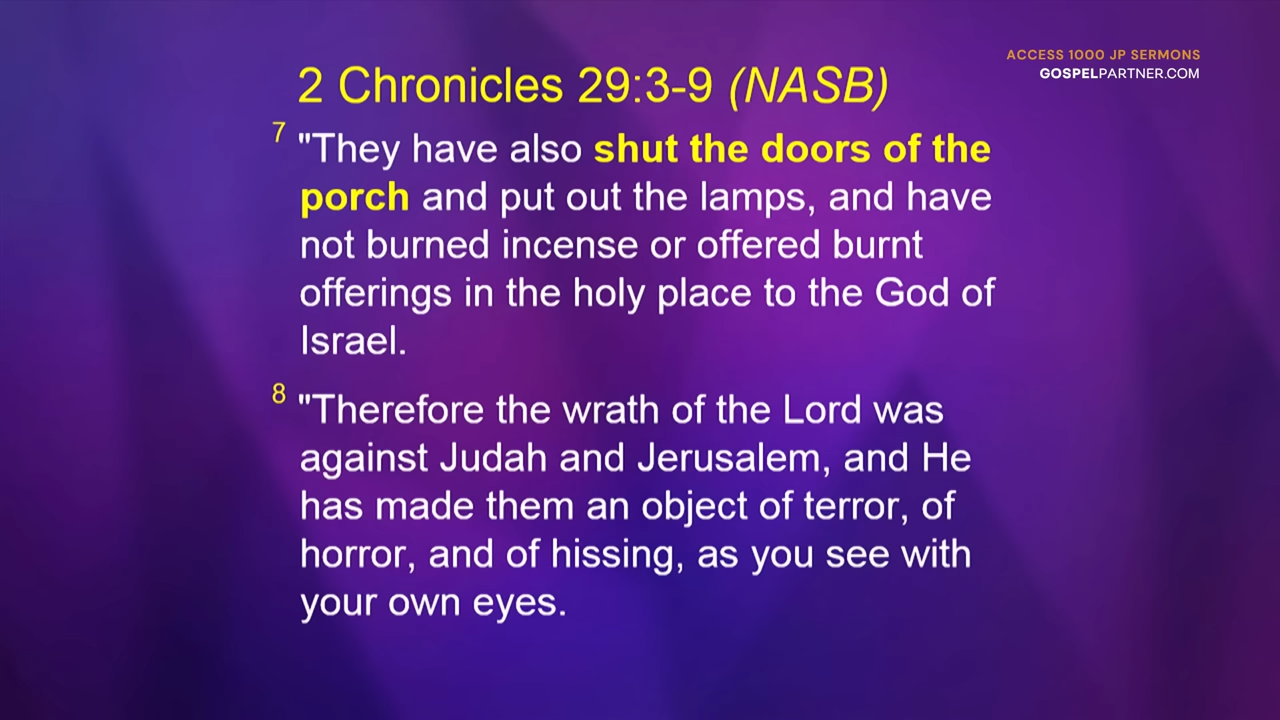 ACCESS 1000 JP SERMONS
GOSPELPARTNER.COM
2 Chronicles 29:3-9 (NASB)
7 "They have also shut the doors of the
porch and put out the lamps, and have
not burned incense or offered burnt
offerings in the holy place to the God of
Israel.
8 "Therefore the wrath of the Lord was
against Judah and Jerusalem, and He
has made them an object of terror, of
horror, and of hissing, as you see with
your own eyes.